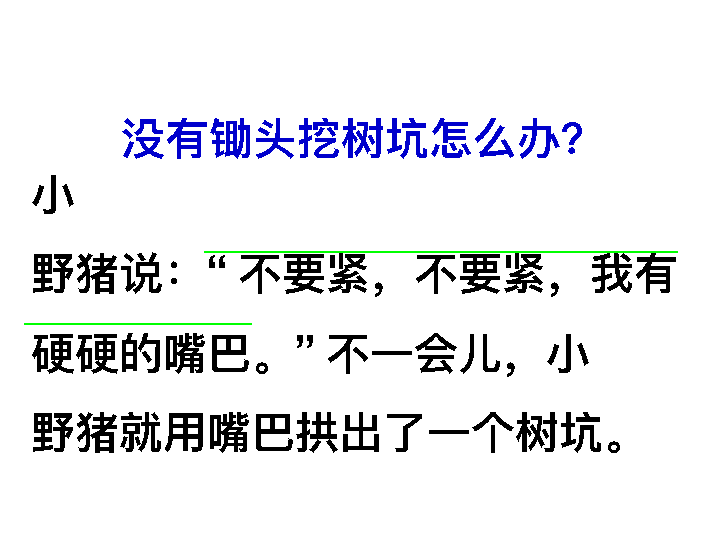 没有锄头挖树坑怎么办?
小
野猪说：“不要紧，不要紧，我有
硬硬的嘴巴。”不一会儿，小
野猪就用嘴巴拱出了一个树坑。